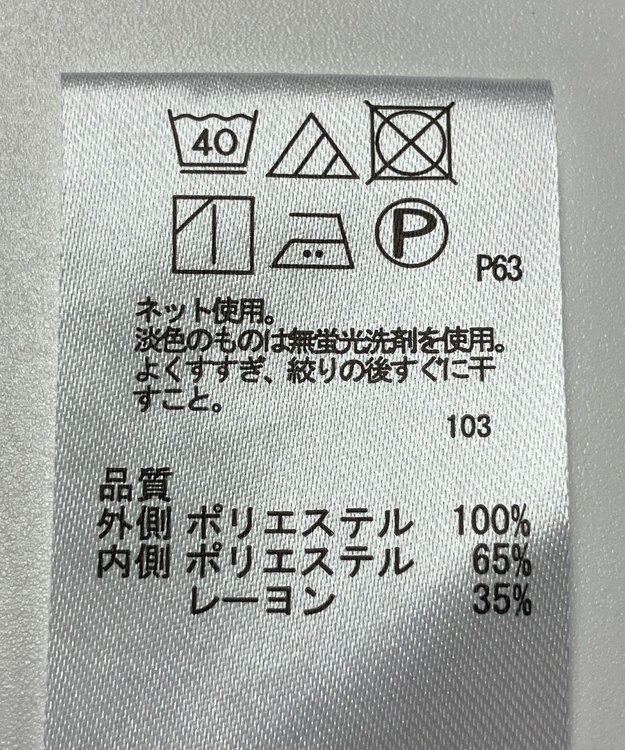 40
P
P63
ネット使用。
淡色のものは無蛍光洗剤を使用。
よくすすぎ、絞りの後すぐに干
すこと。
103
品質
外側 ポリエステル 100%
内側 ポリエステル 65%
レーヨン 35%